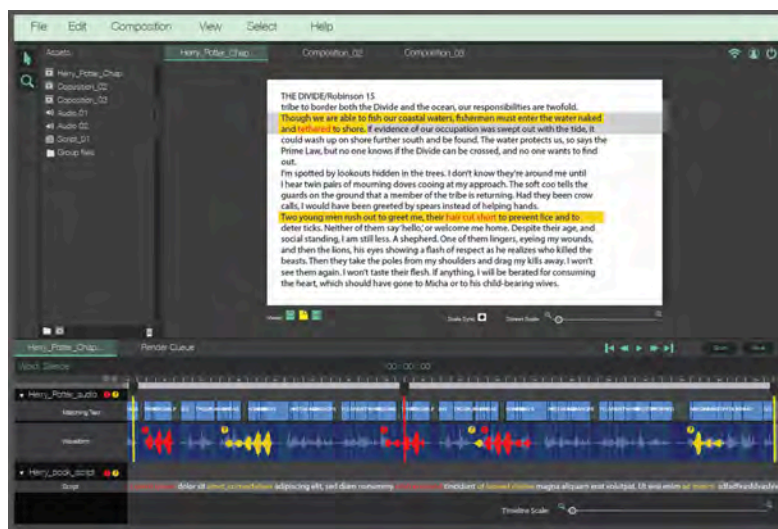 File Edit Composition View Select Help
Assets
Herry_Potter_Chap... Composition_02 Composition_03
Herry_Potter_Chap
Coposition_02
Coposition_03
Audio_01
Audio_02
Script_01
Group files
THE DIVIDE/Robinson 15
tribe to border both the Divide and the ocean, our responsibilities are twofold.
Though we are able to fish our coastal waters, fishermen must enter the water naked
and tethered to shore. If evidence of our occupation was swept out with the tide, it
could wash up on shore further south and be found. The water protects us, so says the
Prime Law, but no one knows if the Divide can be crossed, and no one wants to find
out.
I'm spotted by lookouts hidden in the trees. I don't know they're around me until
I hear twin pairs of mourning doves cooing at my approach. The soft coo tells the
guards on the ground that a member of the tribe is returning. Had they been crow
calls, I would have been greeted by spears instead of helping hands.
Two young men rush out to greet me, their hair cut short to prevent lice and to
deter ticks. Neither of them say 'hello,' or welcome me home. Despite their age, and
social standing, I am still less. A shepherd. One of them lingers, eyeing my wounds,
and then the lions, his eyes showing a flash of respect as he realizes who killed the
beasts. Then they take the poles from my shoulders and drag my kills away. I won't
see them again. I won't taste their flesh. If anything, I will be berated for consuming
the heart, which should have gone to Micha or to his child-bearing wives.
Herry_Potter_Chap... Render Queue
00:00:00
Herry_Potter_audio
Matching Text
Waveform
Herry_pook_script
Script
dolor sit adipiscing elit, sed diam nonummy tincidunt ut laoreet dolore magna aliquam erat volutpat. Ut wisi enim
Timeline Scale: